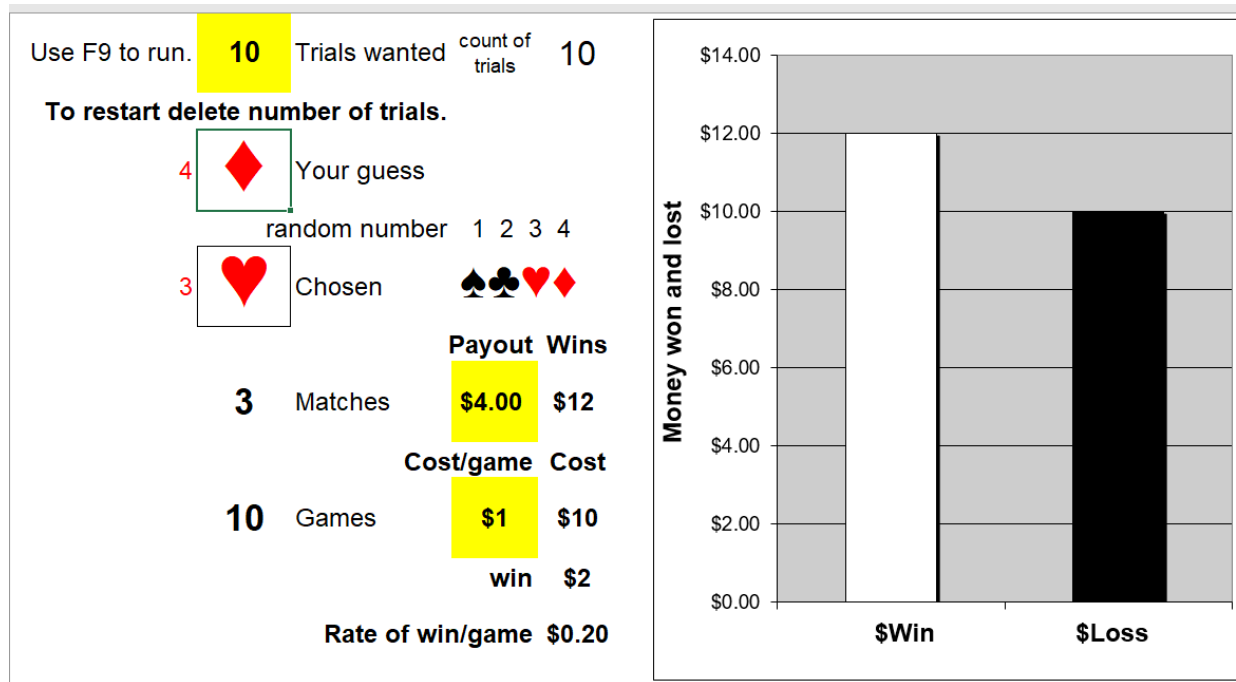 Use F9 to run. 10 Trials wanted count of trials 10
To restart delete number of trials.
4 ♦ Your guess
random number 1 2 3 4
3 ♥ Chosen ♠♣♥♦
Payout Wins
3 Matches $4.00 $12
Cost/game Cost
10 Games $1 $10
win $2
Rate of win/game $0.20
Money won and lost
$14.00
$12.00
$10.00
$8.00
$6.00
$4.00
$2.00
$0.00
$Win $Loss